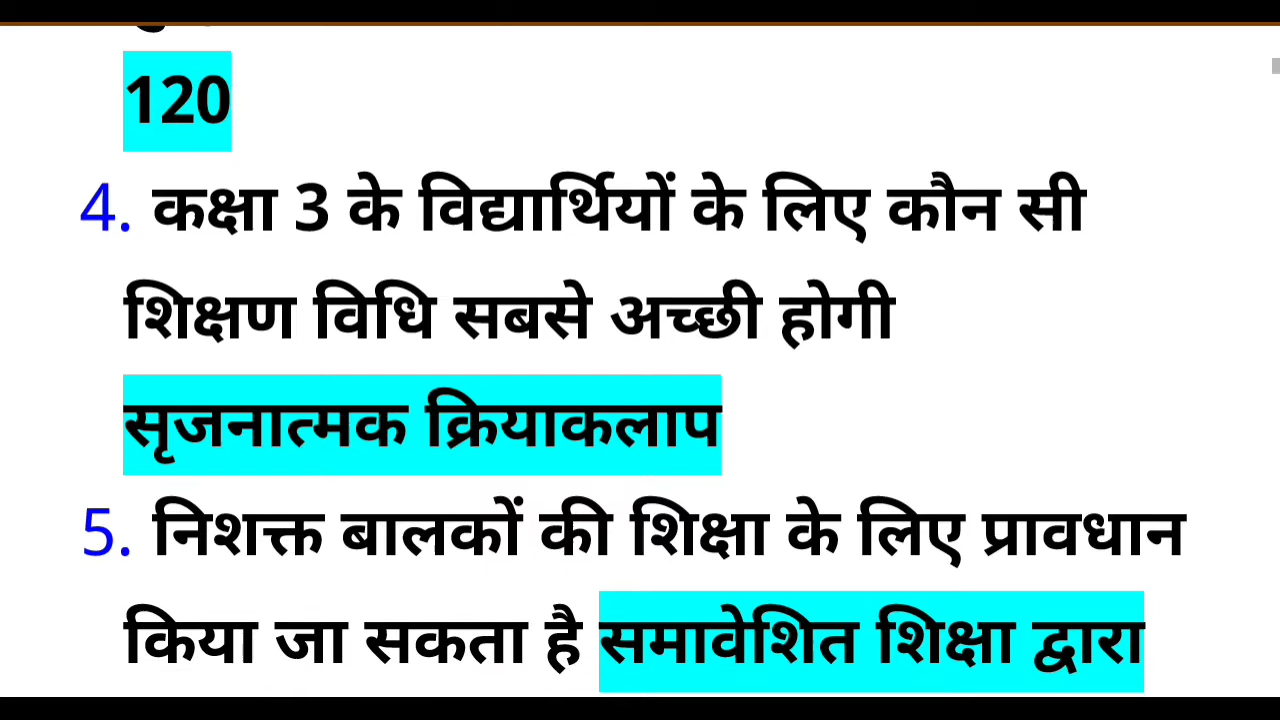 120
4. कक्षा 3 के विद्यार्थियों के लिए कौन सी
शिक्षण विधि सबसे अच्छी होगी
सृजनात्मक क्रियाकलाप
5. निशक्त बालकों की शिक्षा के लिए प्रावधान
किया जा सकता है समावेशित शिक्षा द्वारा